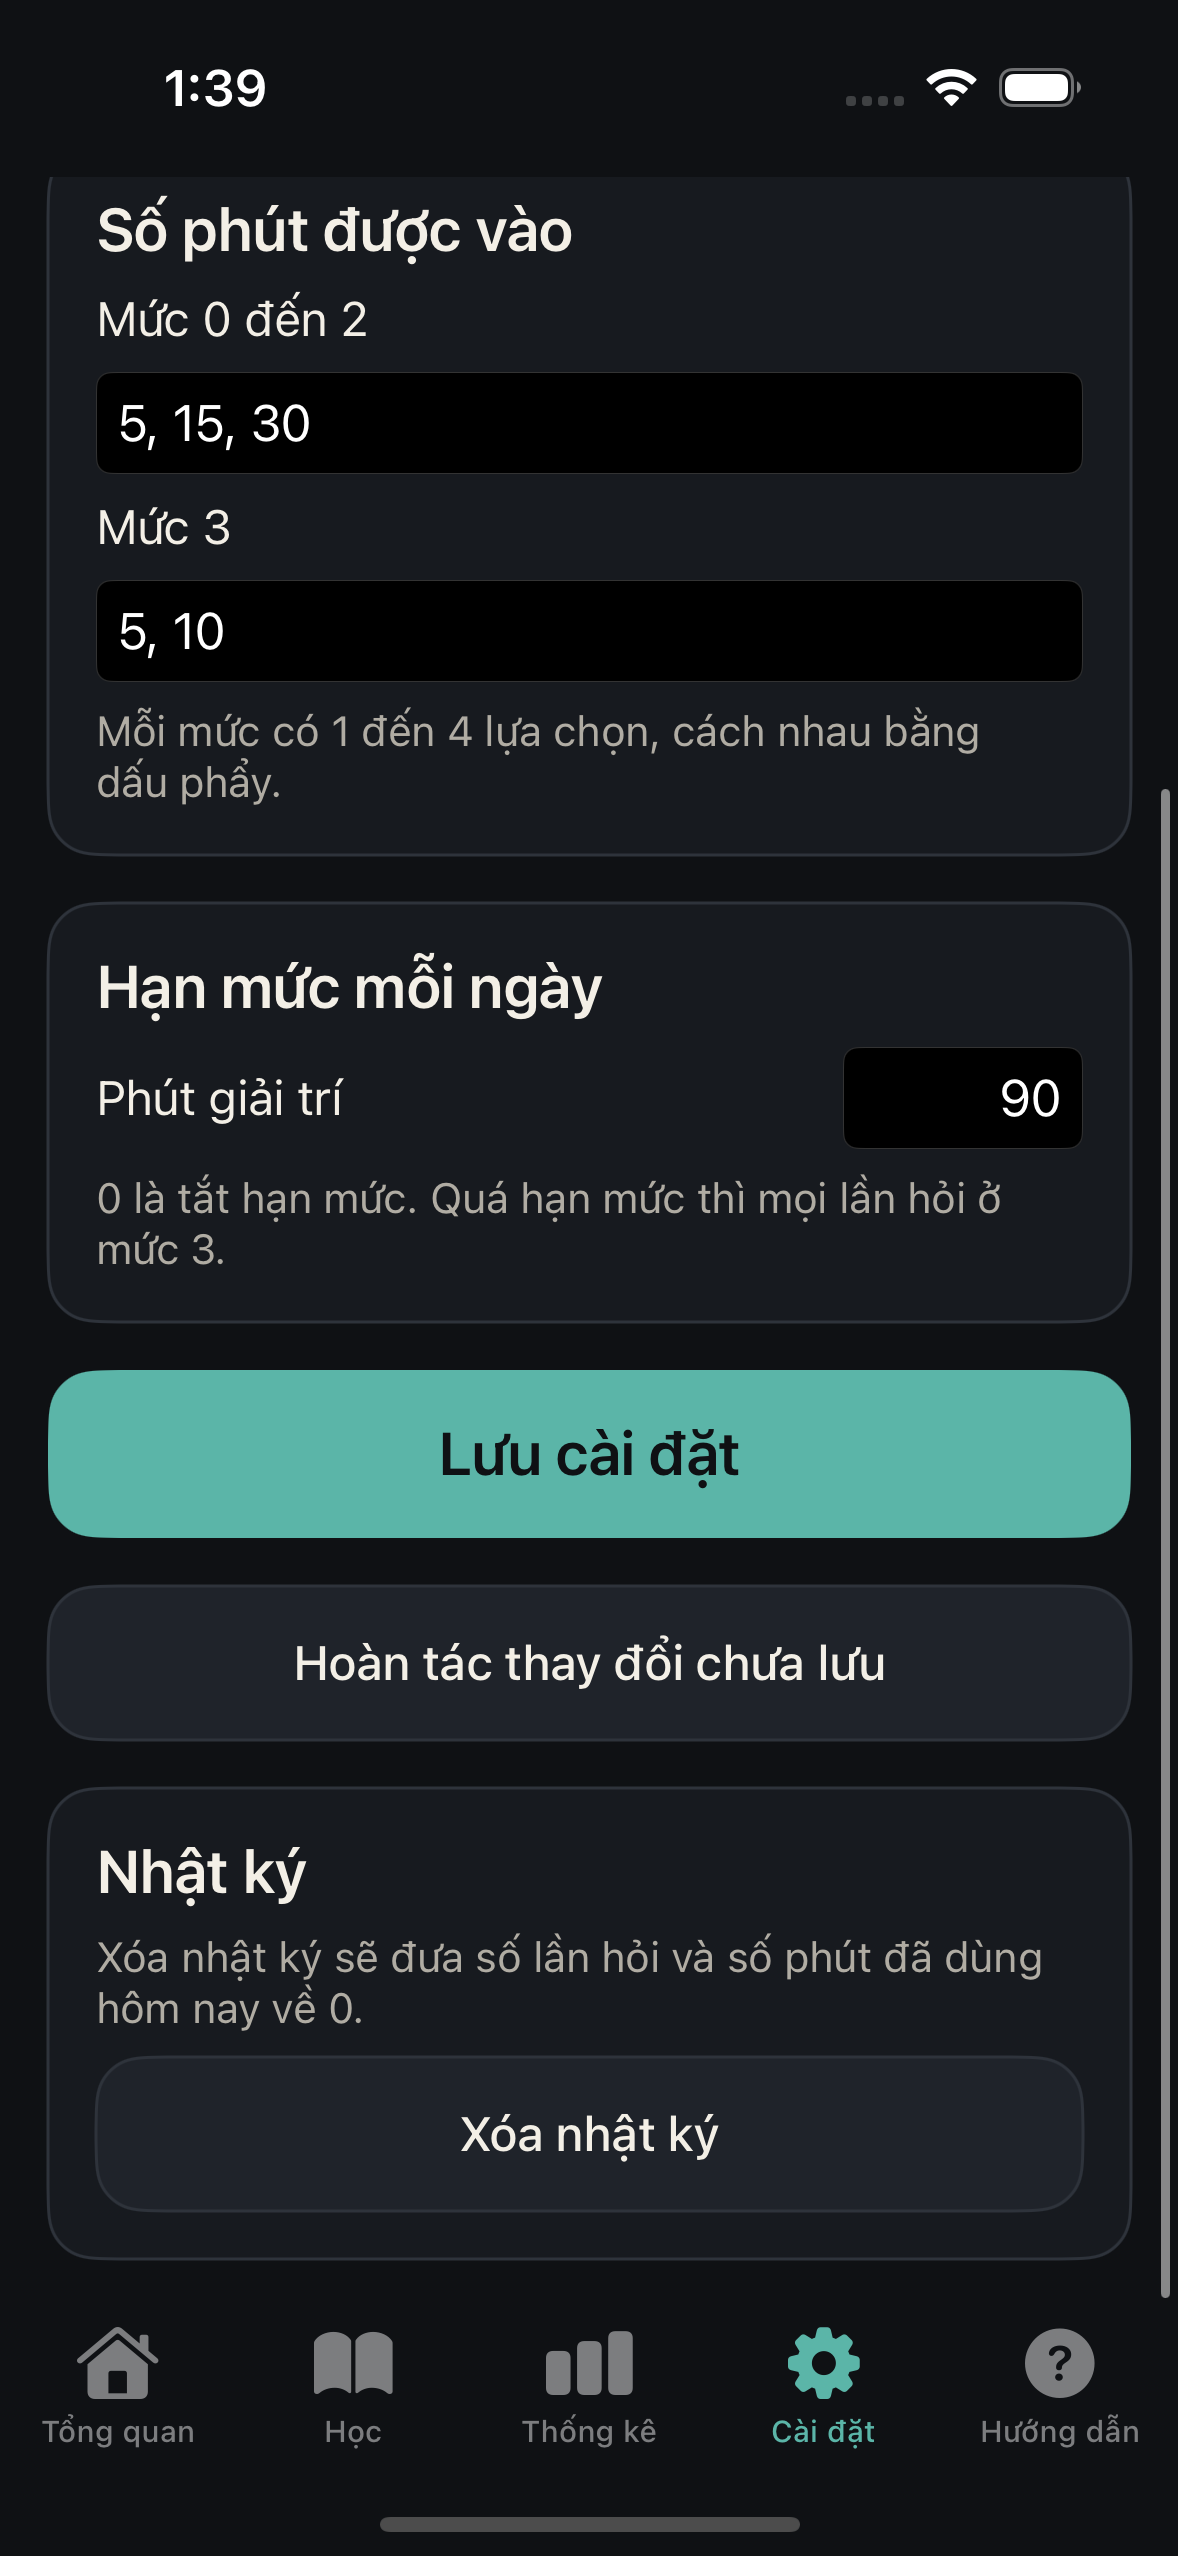 1:39
Số phút được vào
Mức 0 đến 2
5, 15, 30
Mức 3
5, 10
Mỗi mức có 1 đến 4 lựa chọn, cách nhau bằng
dấu phẩy.
Hạn mức mỗi ngày
Phút giải trí
90
0 là tắt hạn mức. Quá hạn mức thì mọi lần hỏi ở
mức 3.
Lưu cài đặt
Hoàn tác thay đổi chưa lưu
Nhật ký
Xóa nhật ký sẽ đưa số lần hỏi và số phút đã dùng
hôm nay về 0.
Xóa nhật ký
Tổng quan
Học
Thống kê
Cài đặt
Hướng dẫn